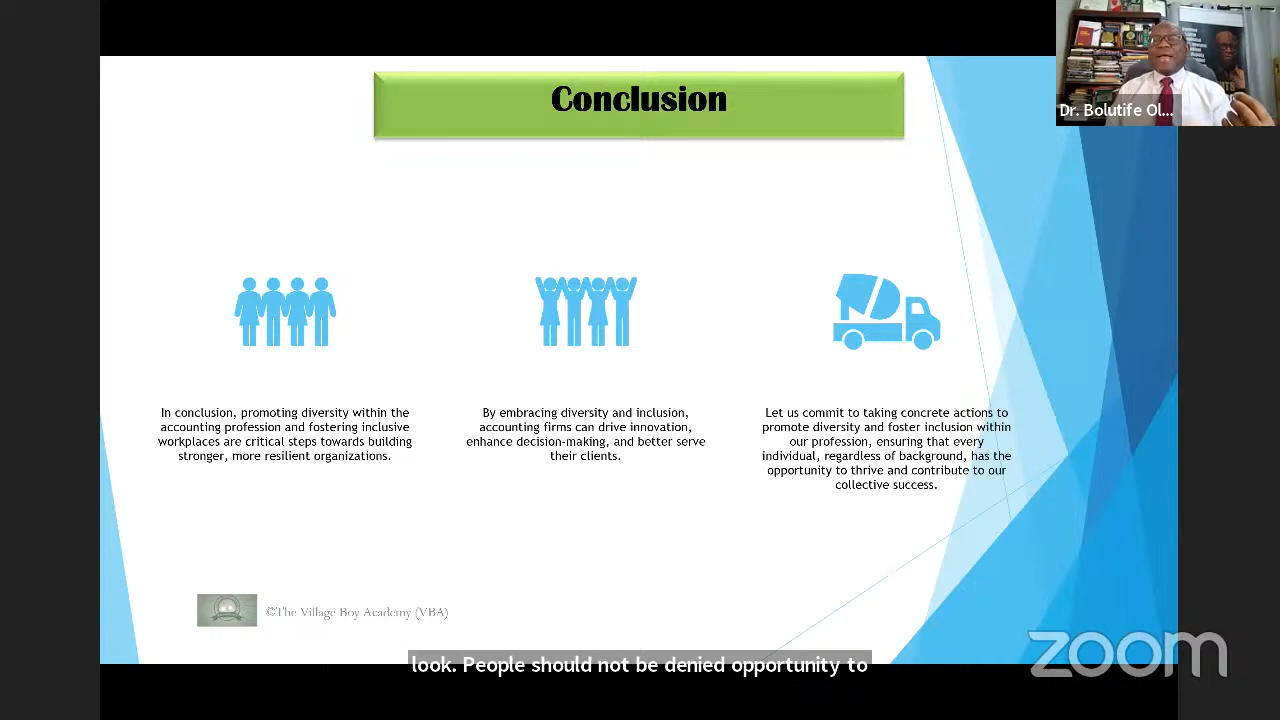 Conclusion
Dr. Bolutife Ol...
In conclusion, promoting diversity within the
accounting profession and fostering inclusive
workplaces are critical steps towards building
stronger, more resilient organizations.
By embracing diversity and inclusion,
accounting firms can drive innovation,
enhance decision-making, and better serve
their clients.
Let us commit to taking concrete actions to
promote diversity and foster inclusion within
our profession, ensuring that every
individual, regardless of background, has the
opportunity to thrive and contribute to our
collective success.
©The Village Boy Academy (VBA)
look. People should not be denied opportunity to
zoom